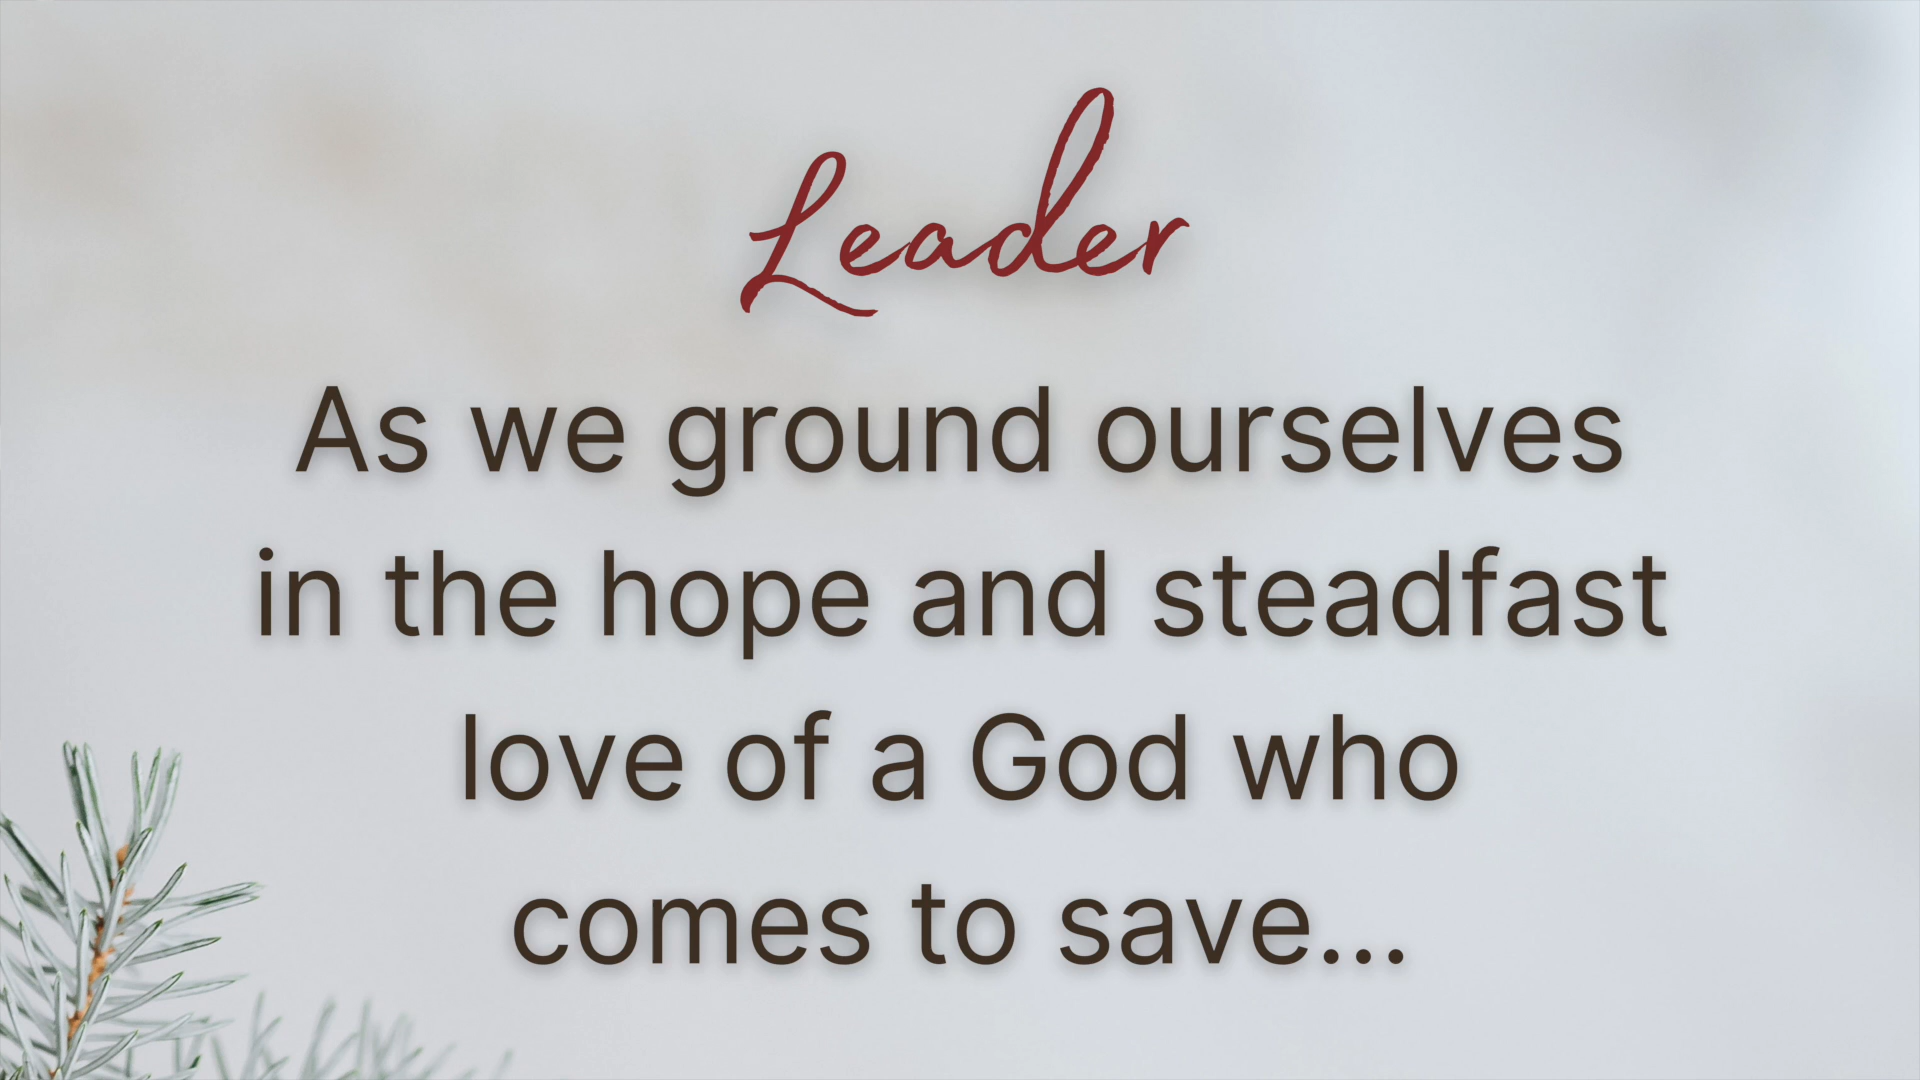 Leader
As we ground ourselves
in the hope and steadfast
love of a God who
comes to save...